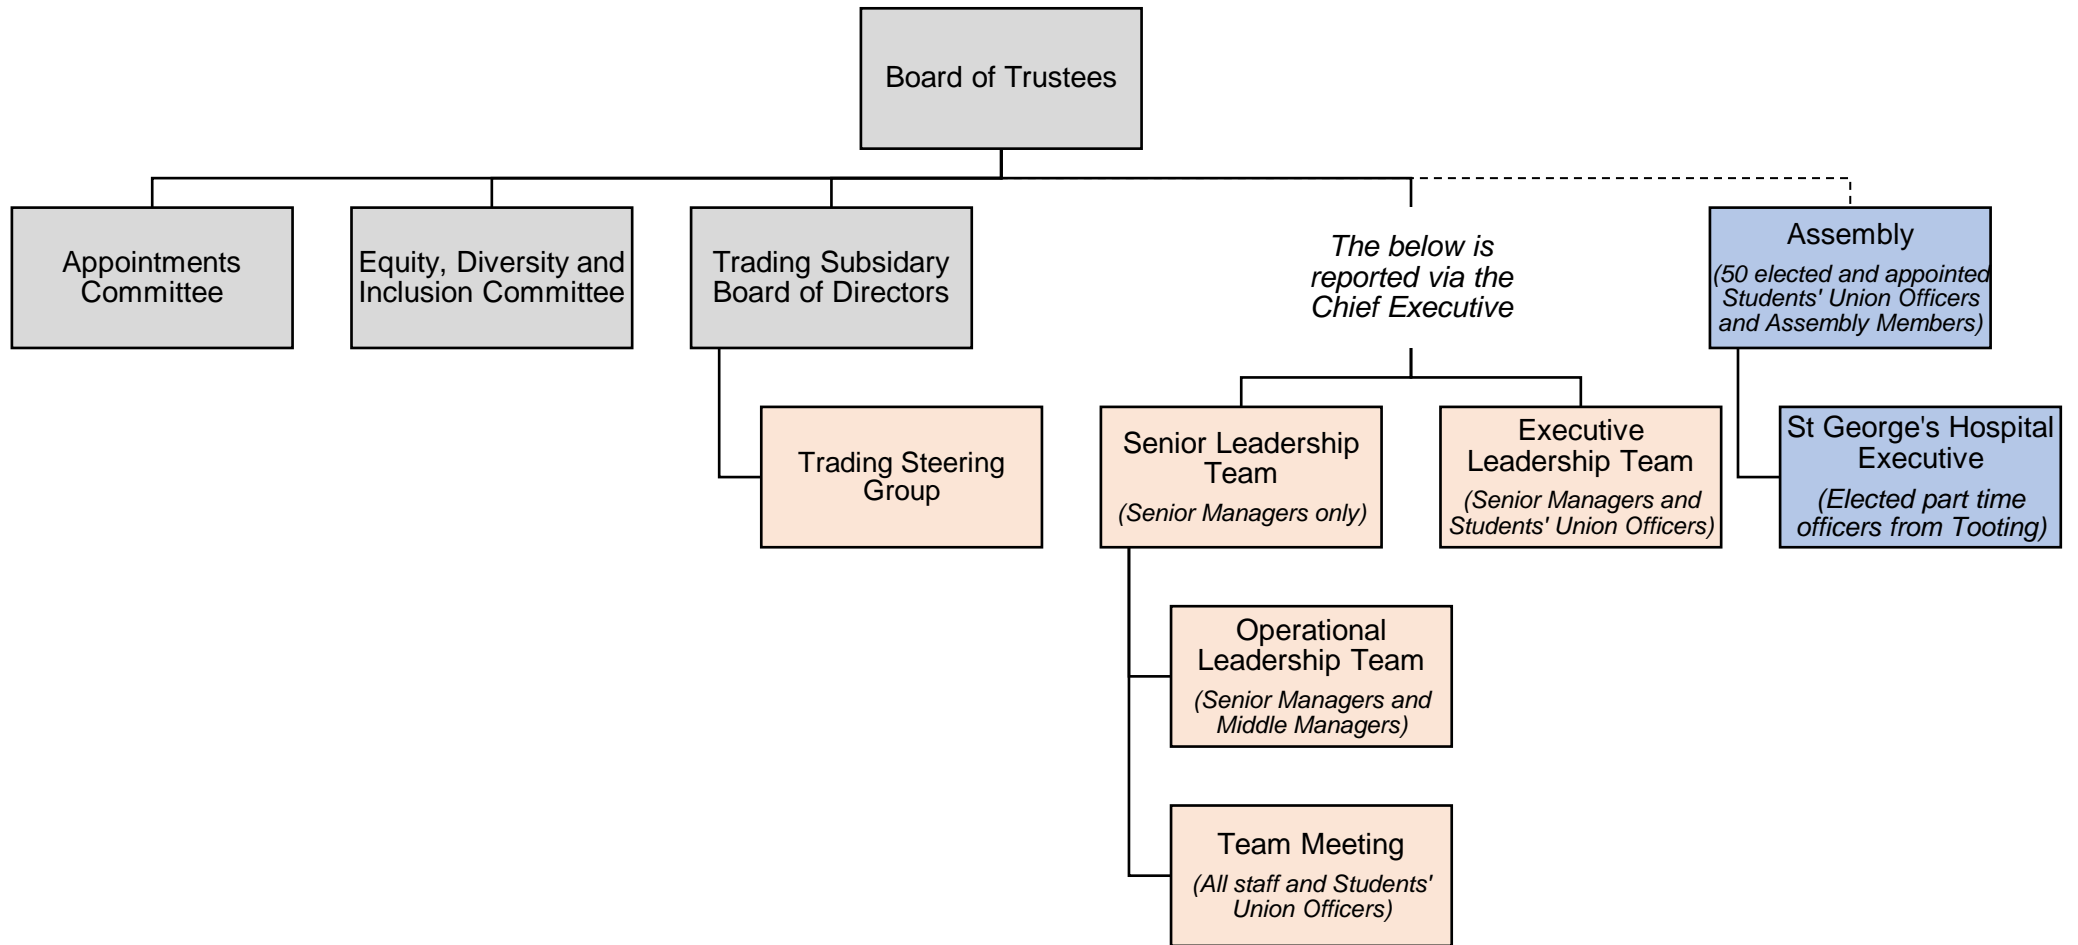 Board of Trustees
Appointments
Committee
Equity, Diversity and
Inclusion Committee
Trading Subsidary
Board of Directors
The below is
reported via the
Chief Executive
Assembly
(50 elected and appointed
Students' Union Officers
and Assembly Members)
Trading Steering
Group
Senior Leadership
Team
(Senior Managers only)
Executive
Leadership Team
(Senior Managers and
Students' Union Officers)
St George's Hospital
Executive
(Elected part time
officers from Tooting)
Operational
Leadership Team
(Senior Managers and
Middle Managers)
Team Meeting
(All staff and Students'
Union Officers)